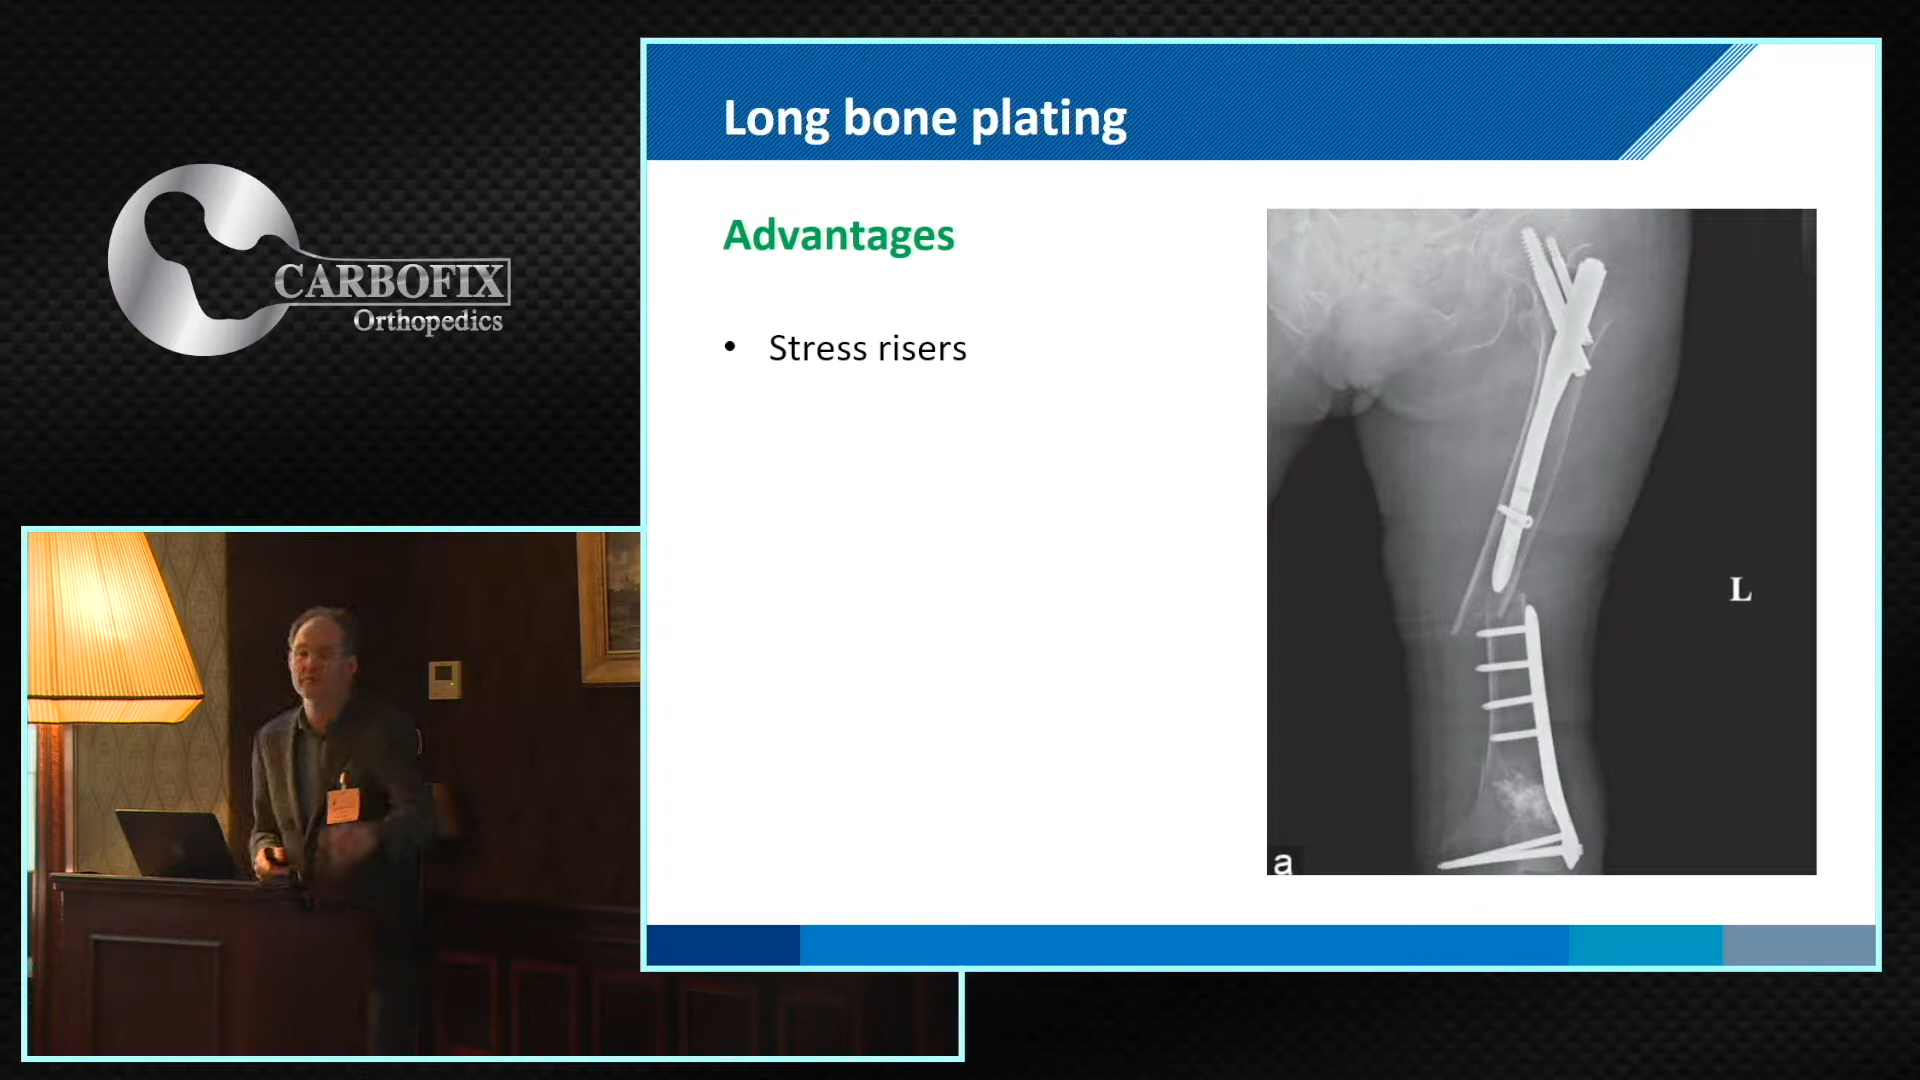 CARBOFIX
Orthopedics
Long bone plating
Advantages
• Stress risers
L
a